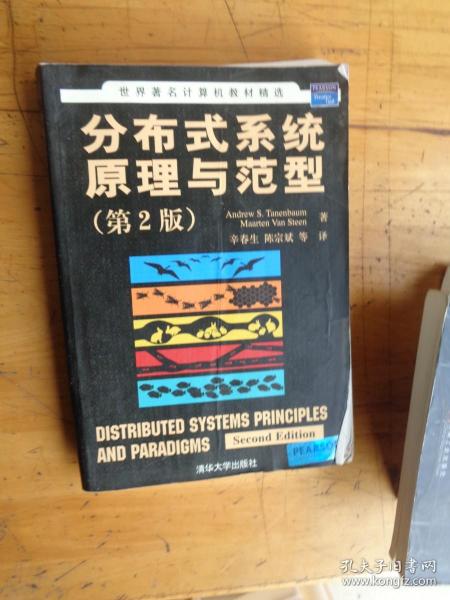 世界著名计算机教材精选
PEARSON
Prentice
Hall
分布式系统
原理与范型
(第2版)
Andrew S. Tanenbaum
Maarten Van Steen
著
辛春生 陈宗斌 等 译
DISTRIBUTED SYSTEMS PRINCIPLES
AND PARADIGMS
Second Edition
PEARSON
清华大学出版社
孔夫子旧书网
www.kongfz.com